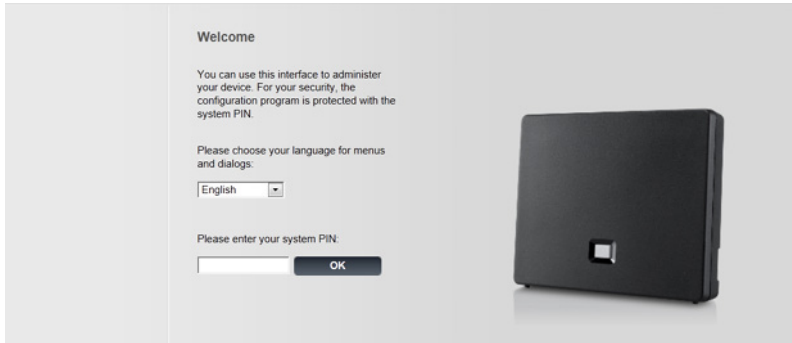 Welcome
You can use this interface to administer
your device. For your security, the
configuration program is protected with the
system PIN.
Please choose your language for menus
and dialogs:
English
Please enter your system PIN:
OK